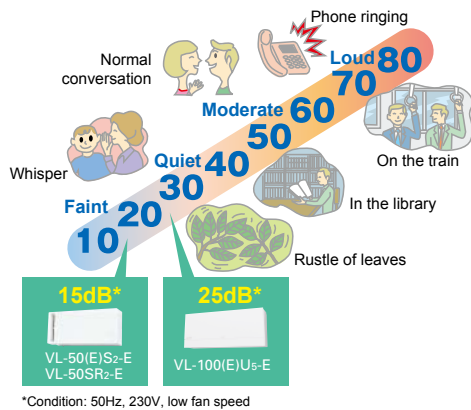 Phone ringing
Normal
conversation
Loud 80
70
Moderate 60
50
On the train
Whisper
Quiet 40
30
In the library
Faint 20
10
Rustle of leaves
15dB*
VL-50(E)S2-E
VL-50SR2-E
25dB*
VL-100(E)U5-E
*Condition: 50Hz, 230V, low fan speed